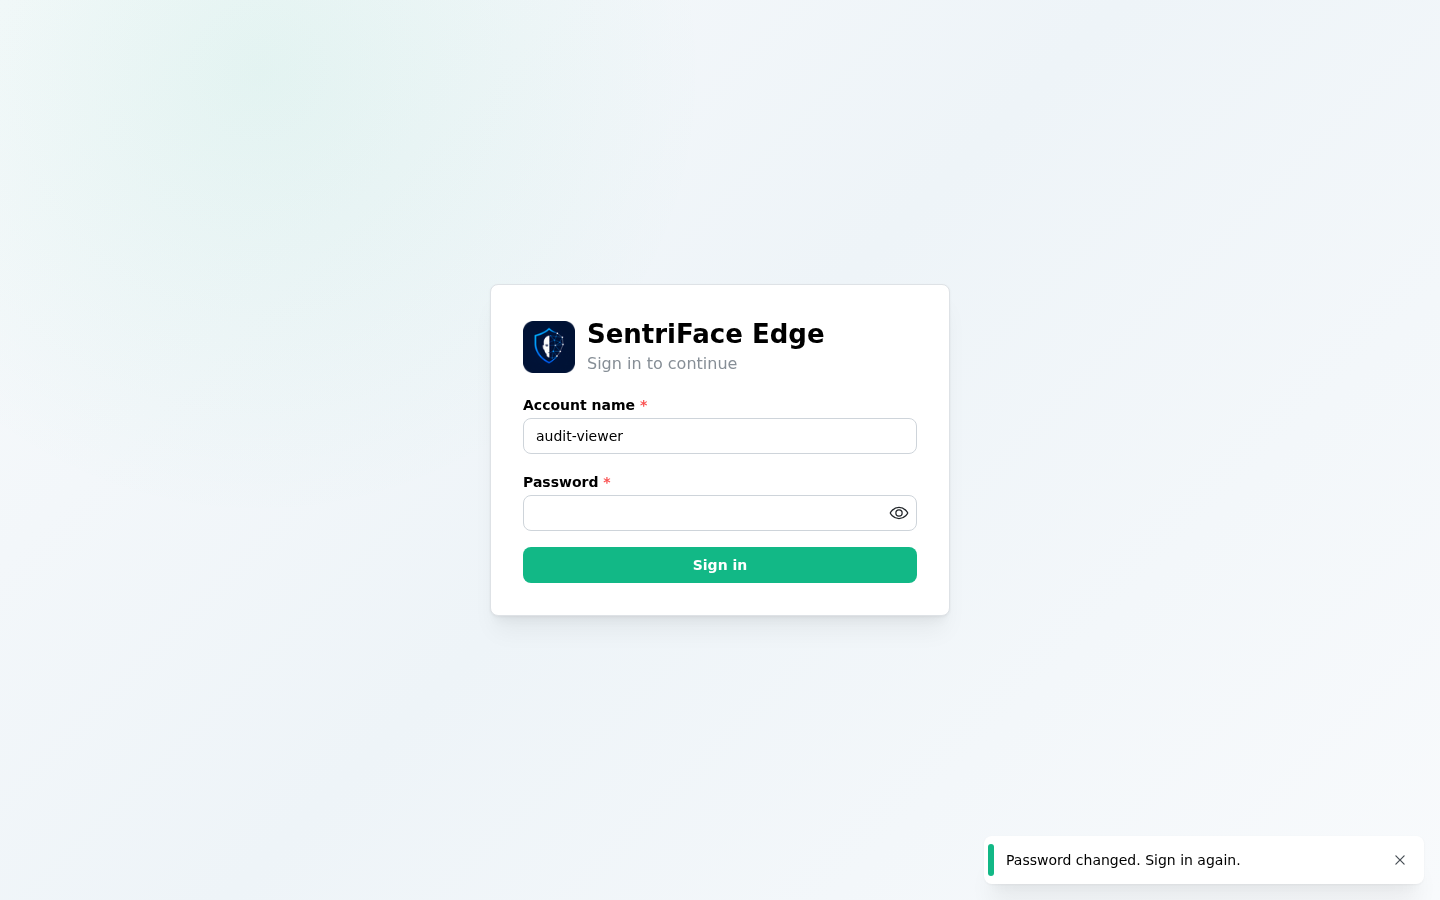 SentriFace Edge
Sign in to continue
Account name *
audit-viewer
Password *
Sign in
Password changed. Sign in again.